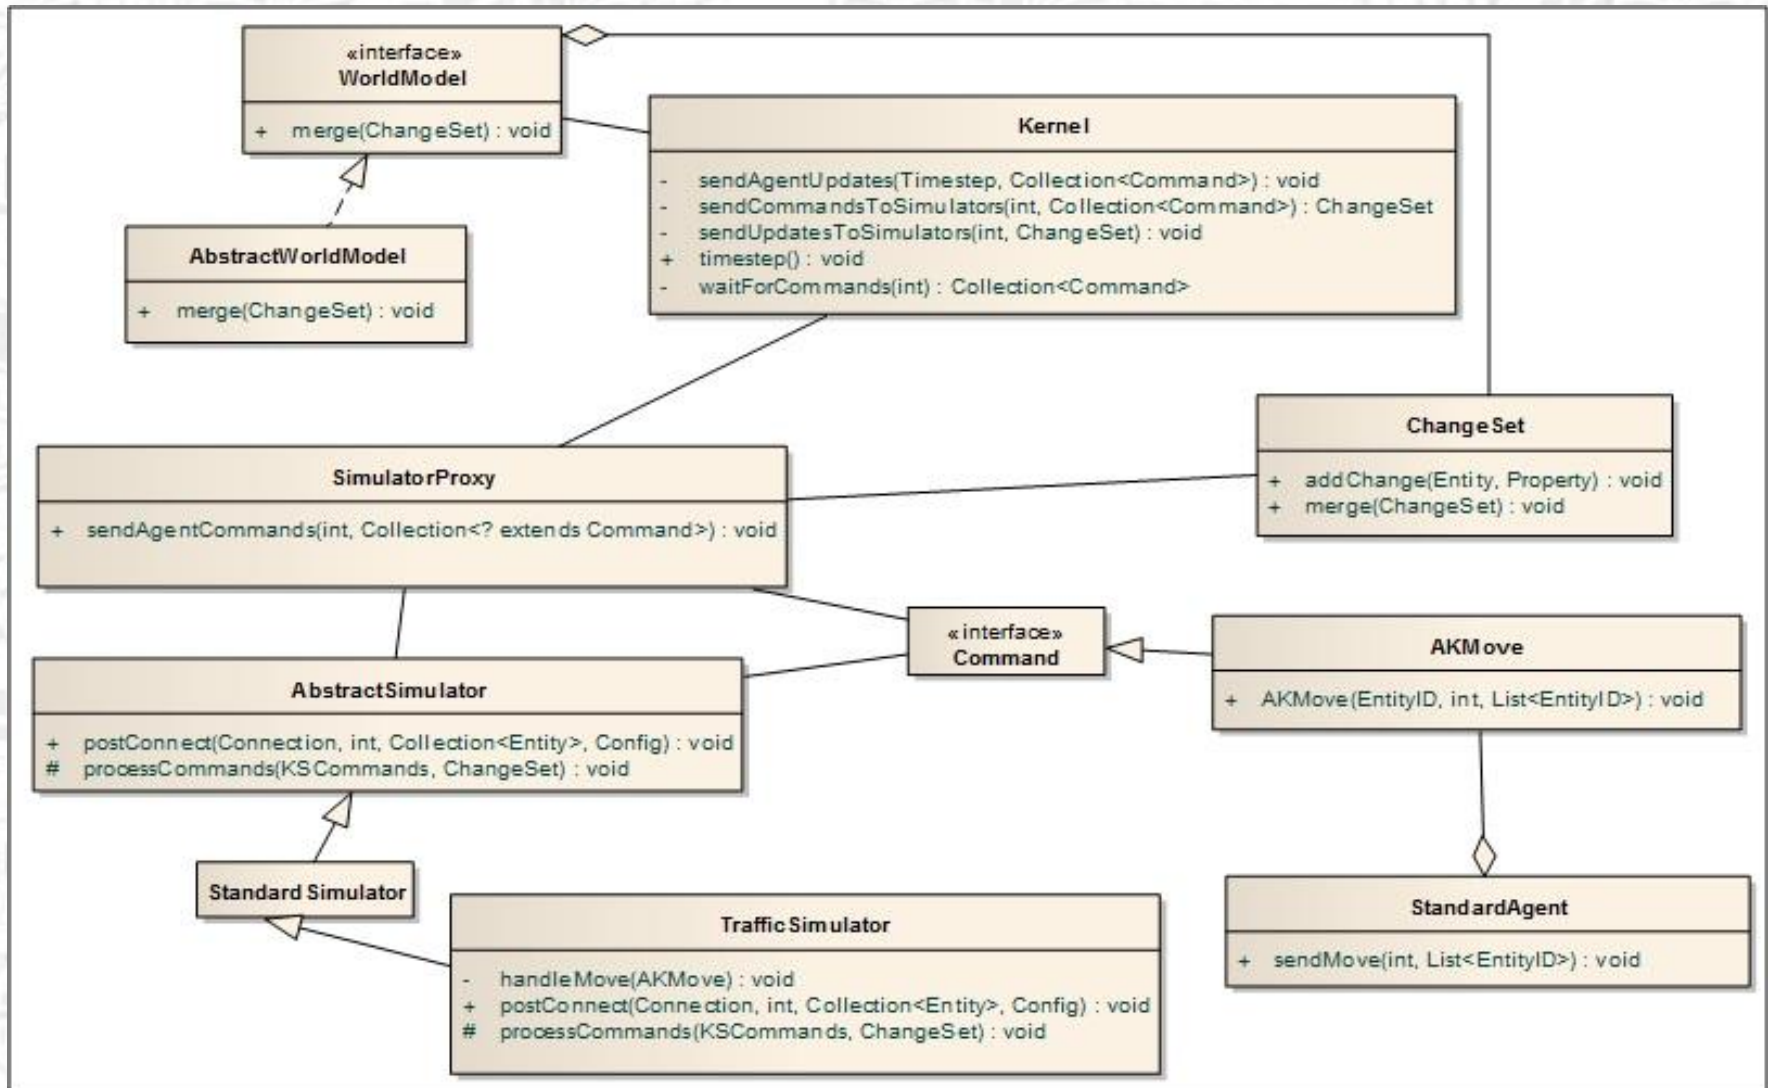 «interface»
WorldModel
+ merge(ChangeSet) : void
Kernel
- sendAgentUpdates(Timestep, Collection<Command>) : void
- sendCommandsToSimulators(int, Collection<Command>) : ChangeSet
- sendUpdatesToSimulators(int, ChangeSet) : void
+ timestep() : void
- waitForCommands(int) : Collection<Command>
AbstractWorldModel
+ merge(ChangeSet) : void
ChangeSet
+ addChange(Entity, Property) : void
+ merge(ChangeSet) : void
SimulatorProxy
+ sendAgentCommands(int, Collection<? extends Command>) : void
«interface»
Command
AKMove
+ AKMove(EntityID, int, List<EntityID>) : void
AbstractSimulator
+ postConnect(Connection, int, Collection<Entity>, Config) : void
# processCommands(KSCommands, ChangeSet) : void
Standard Simulator
TrafficSimulator
- handleMove(AKMove) : void
+ postConnect(Connection, int, Collection<Entity>, Config) : void
# processCommands(KSCommands, ChangeSet) : void
StandardAgent
+ sendMove(int, List<EntityID>) : void